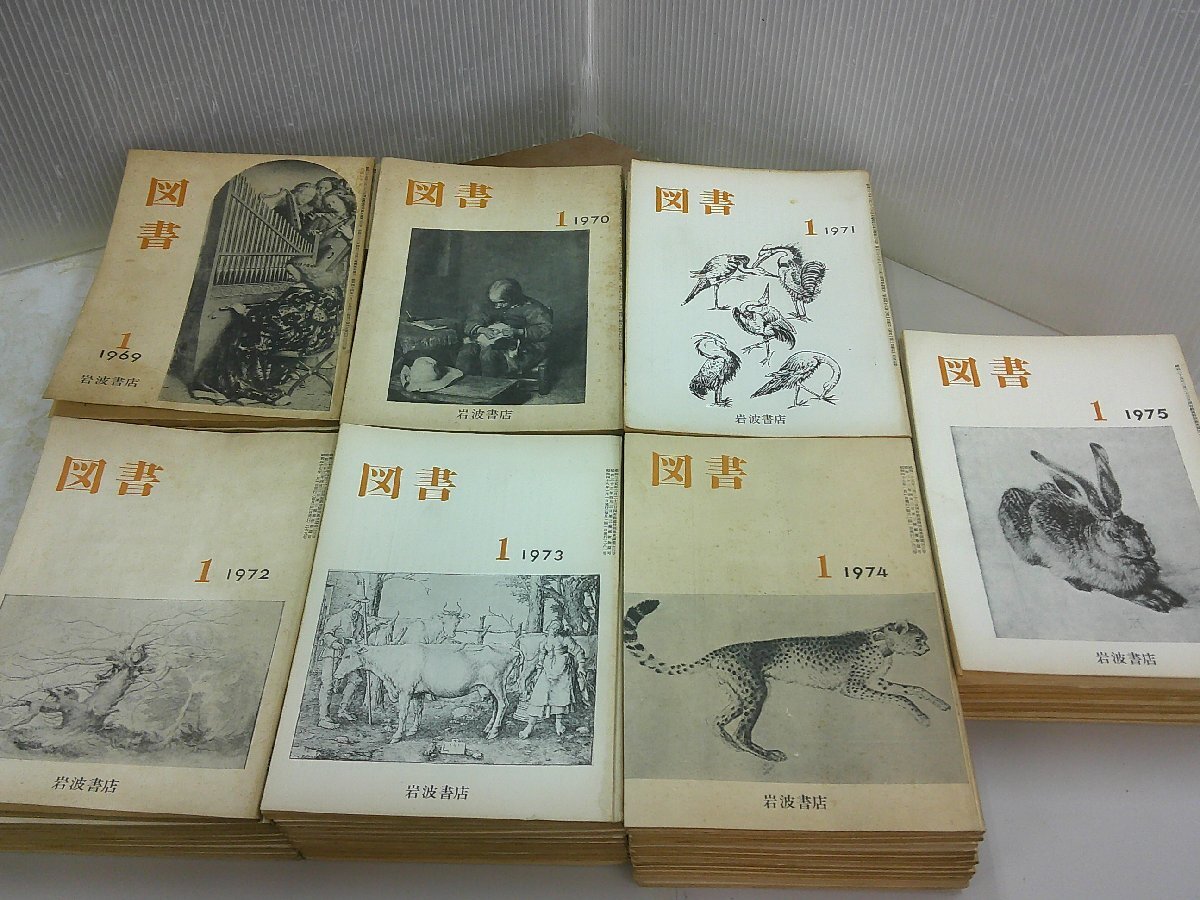 図
書
1
1969
岩波書店
図書
1 1970
岩波書店
図書
1 1971
岩波書店
図書
1 1975
岩波書店
図書
1 1972
岩波書店
図書
1 1973
岩波書店
図書
1 1974
岩波書店